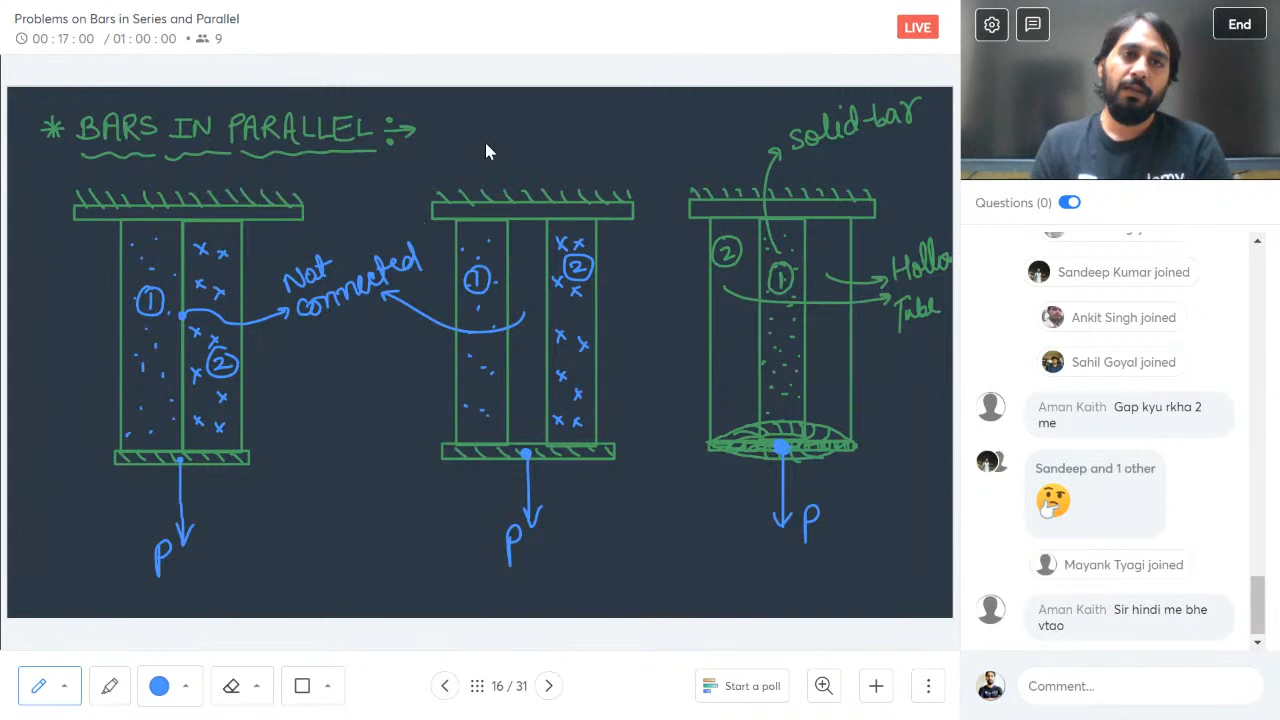 Problems on Bars in Series and Parallel
00 : 17 : 00 / 01 : 00 : 00 • 9
LIVE
End
* BARS IN PARALLEL :→
solid-bar
1
2
Not
connected
1
2
2
1
Hollo
Tube
P
P
P
Questions (0)
Sandeep Kumar joined
Ankit Singh joined
Sahil Goyal joined
Aman Kaith Gap kyu rkha 2
me
Sandeep and 1 other
Mayank Tyagi joined
Aman Kaith Sir hindi me bhe
vtao
16 / 31
Start a poll
Comment...